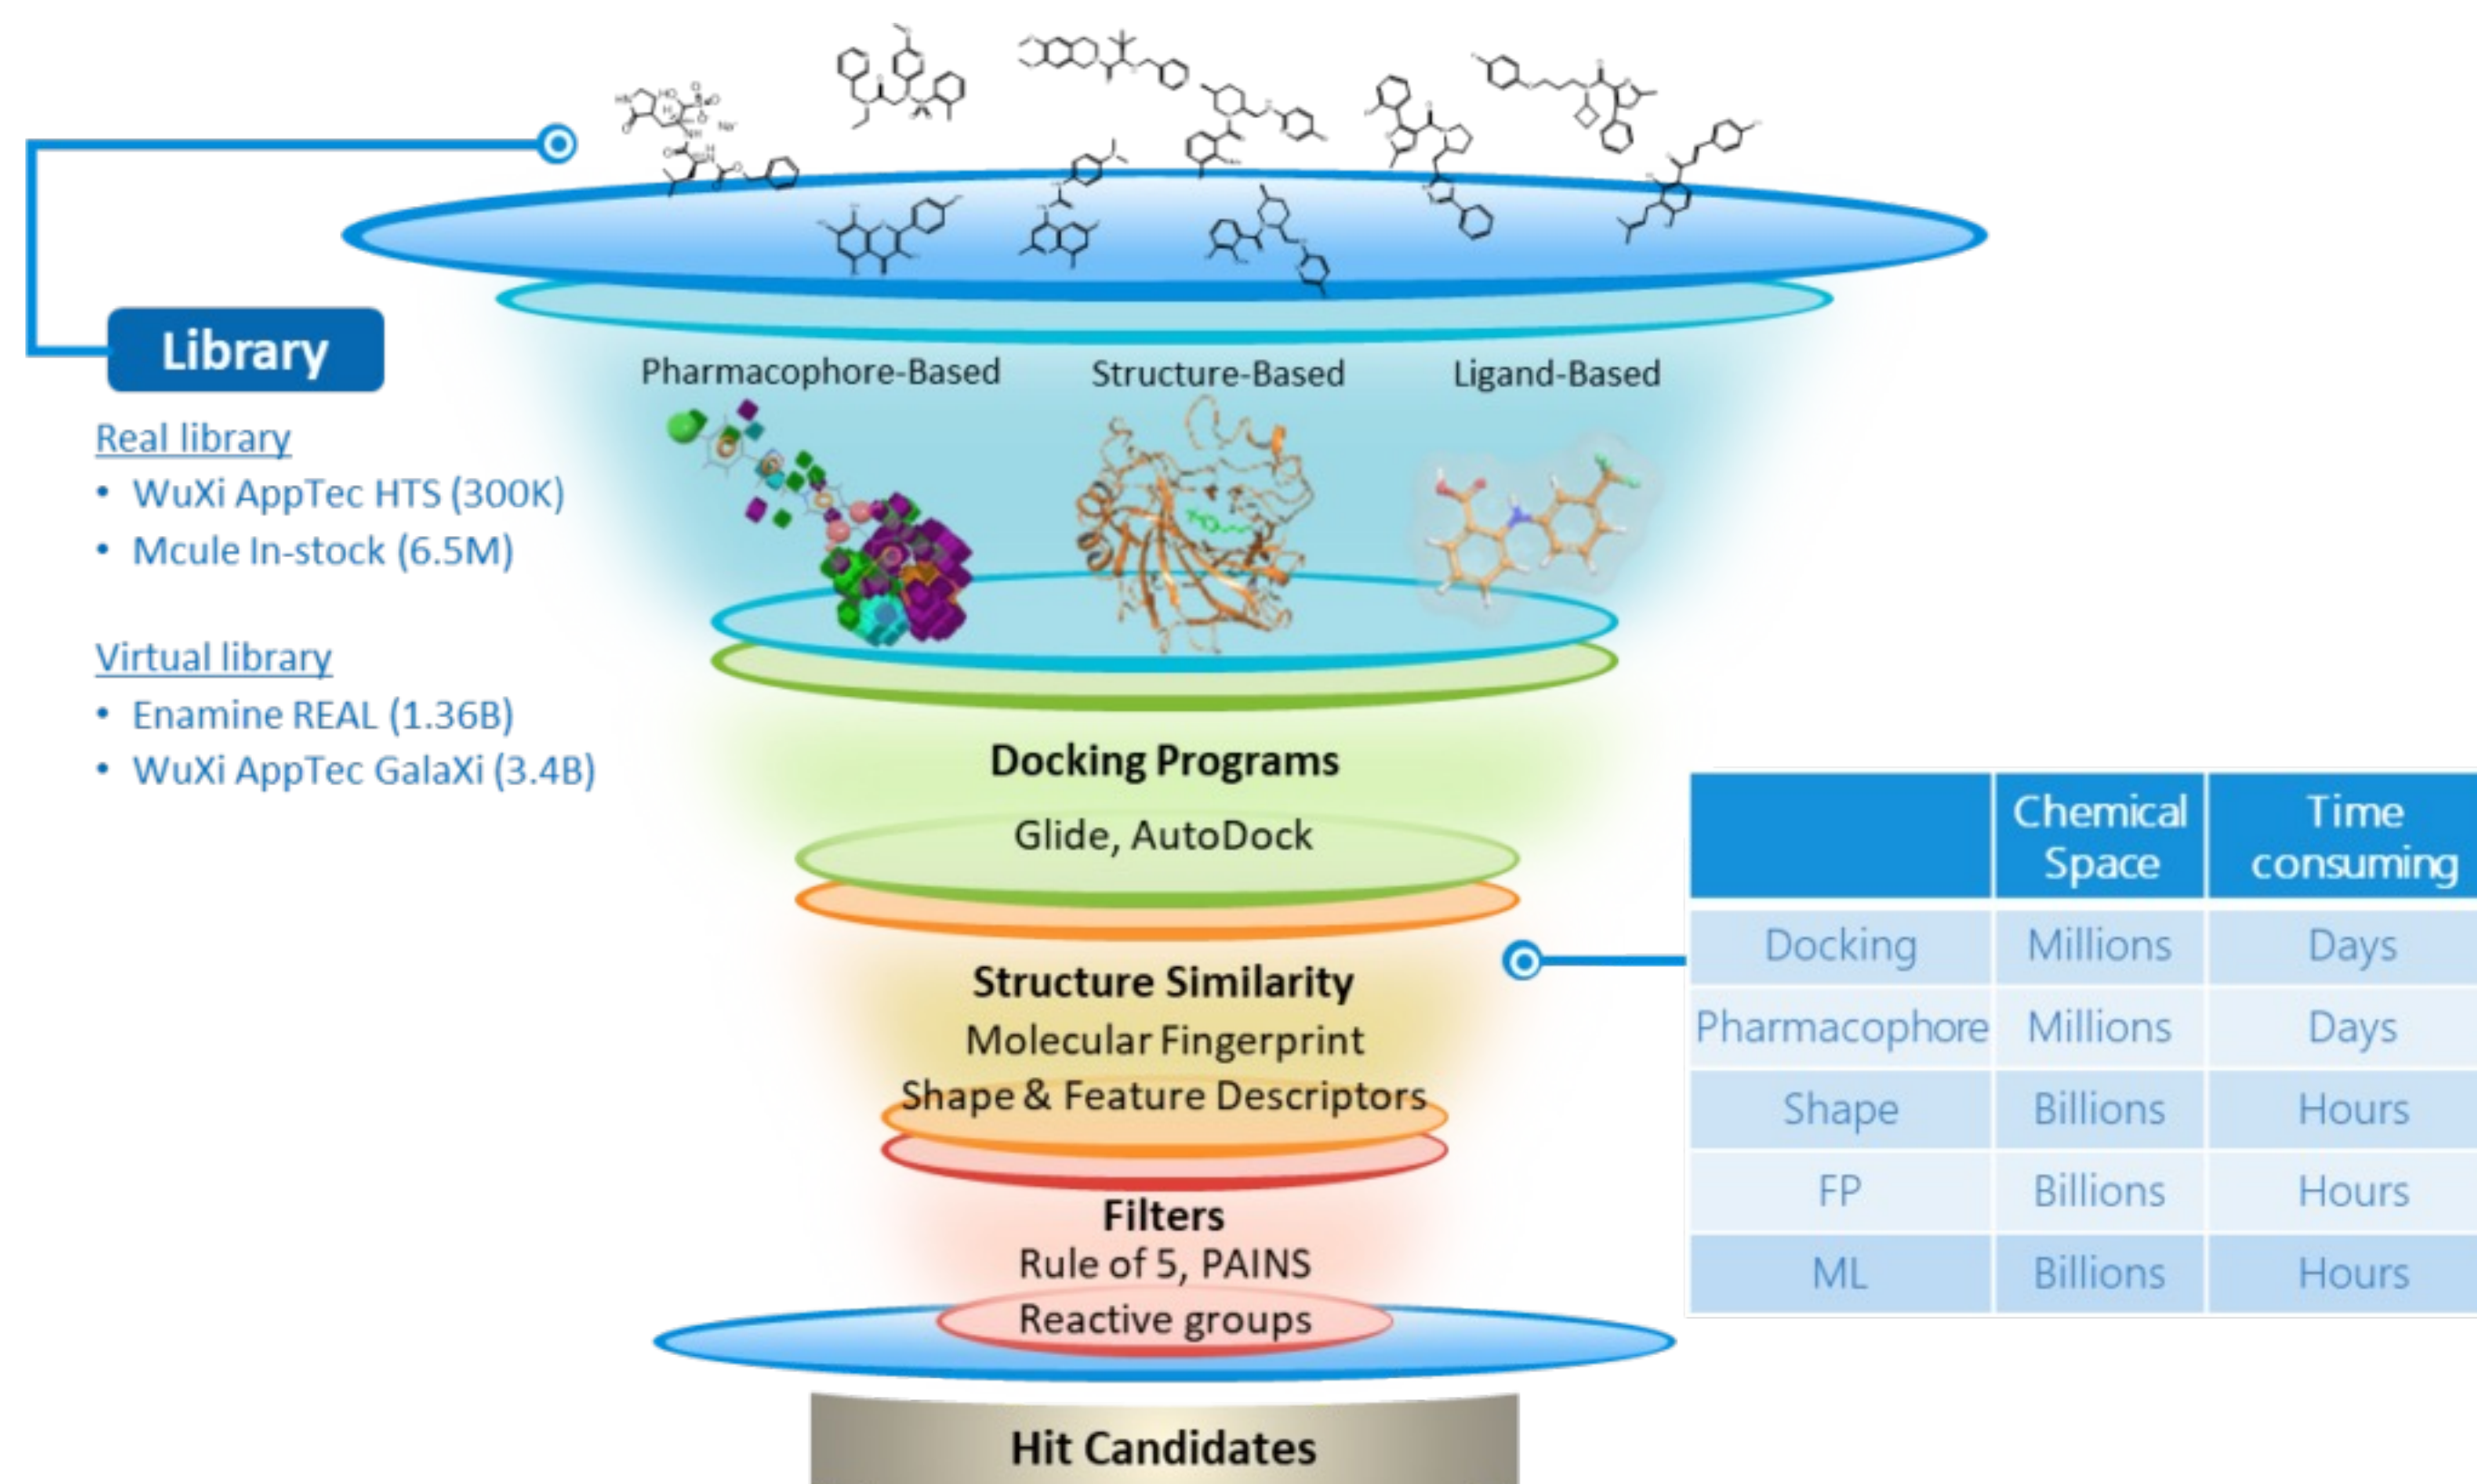 Library
Real library
• WuXi AppTec HTS (300K)
• Mcule In-stock (6.5M)
Virtual library
• Enamine REAL (1.36B)
• WuXi AppTec GalaXi (3.4B)
Pharmacophore-Based Structure-Based Ligand-Based
Docking Programs
Glide, AutoDock
Structure Similarity
Molecular Fingerprint
Shape & Feature Descriptors
Filters
Rule of 5, PAINS
Reactive groups
Hit Candidates
Chemical Space Time consuming
Docking Millions Days
Pharmacophore Millions Days
Shape Billions Hours
FP Billions Hours
ML Billions Hours